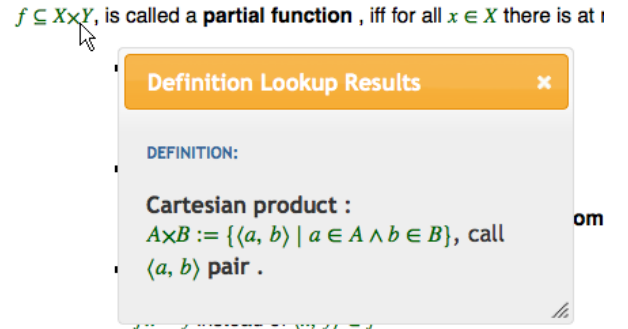 f ⊆ X×Y, is called a partial function , iff for all x ∈ X there is at
Definition Lookup Results ×
DEFINITION:
Cartesian product :
A×B := {⟨a, b⟩ | a ∈ A ∧ b ∈ B}, call
⟨a, b⟩ pair .
om